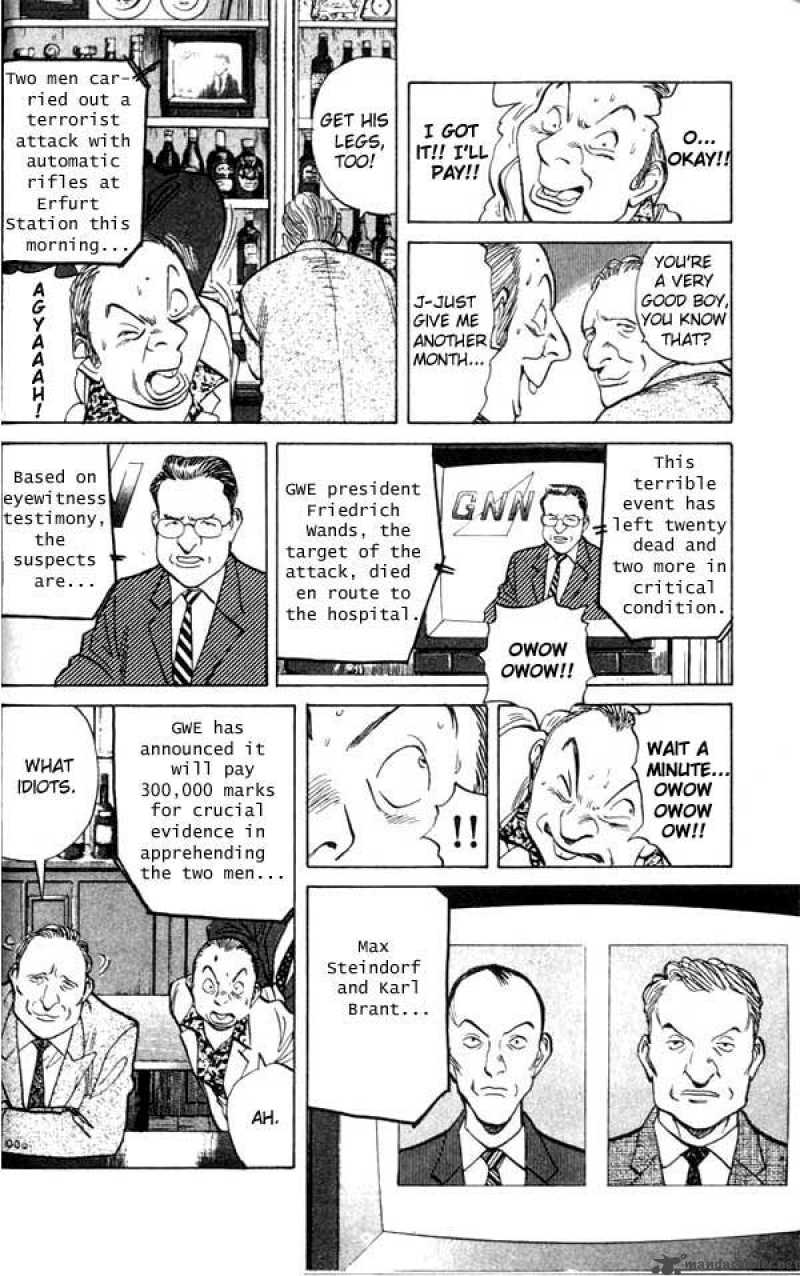 O...
OKAY!!
I GOT
IT!! I'LL
PAY!!
YOU'RE
A VERY
GOOD BOY,
YOU KNOW
THAT?
J-JUST
GIVE ME
ANOTHER
MONTH...
GET HIS
LEGS,
TOO!
Two men car-
ried out a
terrorist
attack with
automatic
rifles at
Erfurt
Station this
morning...
AGYAAAH!
This
terrible
event has
left twenty
dead and
two more in
critical
condition.
GNN
OWOW
OWOW!!
GWE president
Friedrich
Wands, the
target of the
attack, died
en route to
the hospital.
Based on
eyewitness
testimony,
the
suspects
are...
WAIT A
MINUTE...
OWOW
OWOW
OW!!
!!
Max
Steindorf
and Karl
Brant...
GWE has
announced it
will pay
300,000 marks
for crucial
evidence in
apprehending
the two men...
WHAT
IDIOTS.
AH.